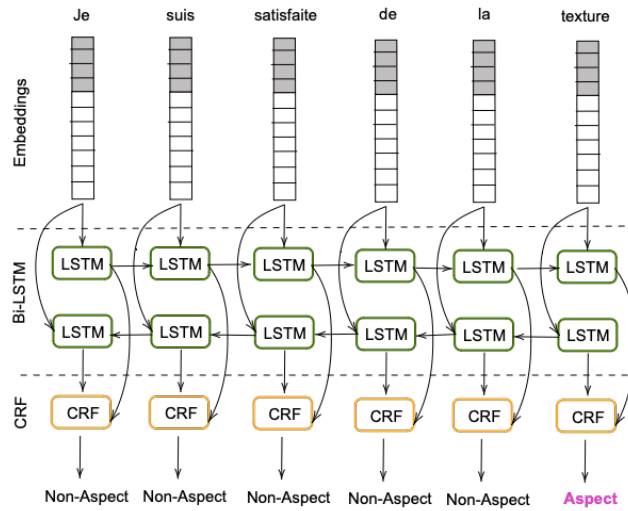 Je suis satisfaite de la texture
Embeddings
Bi-LSTM
LSTM LSTM LSTM LSTM LSTM LSTM
LSTM LSTM LSTM LSTM LSTM LSTM
CRF
CRF CRF CRF CRF CRF CRF
Non-Aspect Non-Aspect Non-Aspect Non-Aspect Non-Aspect Aspect